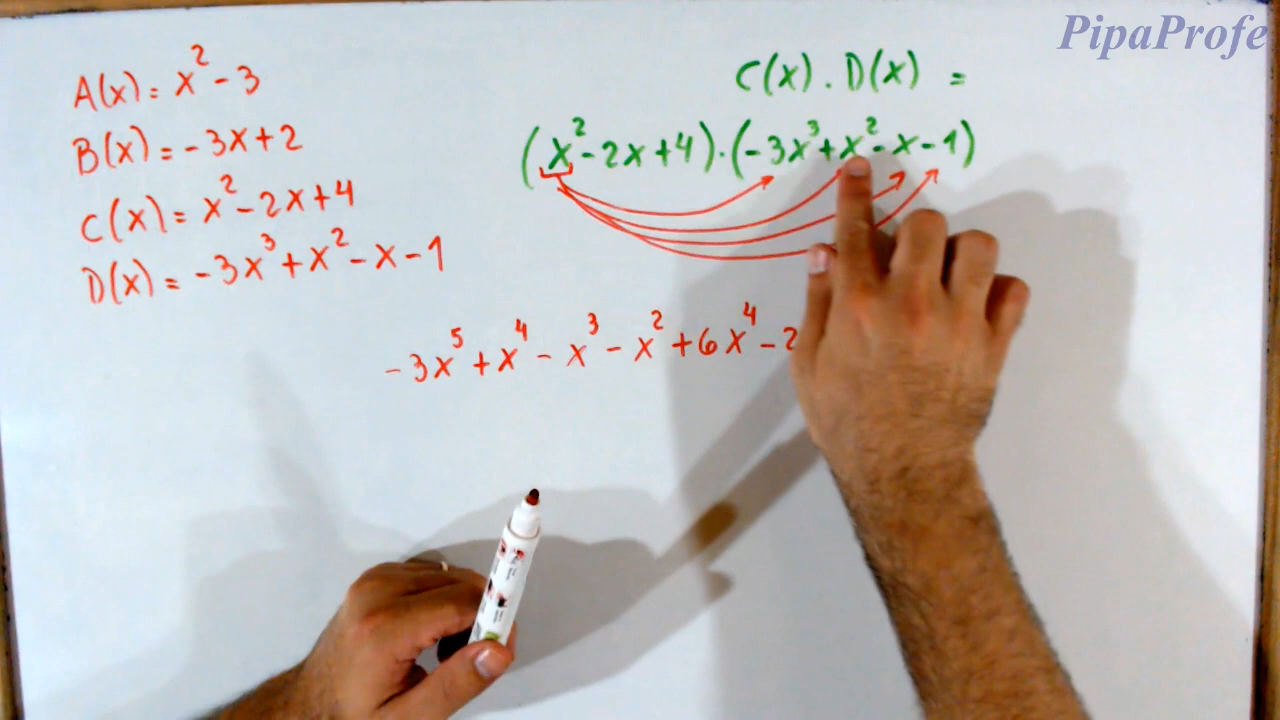 PipaProfe
A(x) = x² - 3
B(x) = - 3x + 2
C(x) = x² - 2x + 4
D(x) = - 3x³ + x² - x - 1
C(x) . D(x) =
(x² - 2x + 4) · (- 3x³ + x² - x - 1)
- 3x⁵ + x⁴ - x³ - x² + 6x⁴ - 2